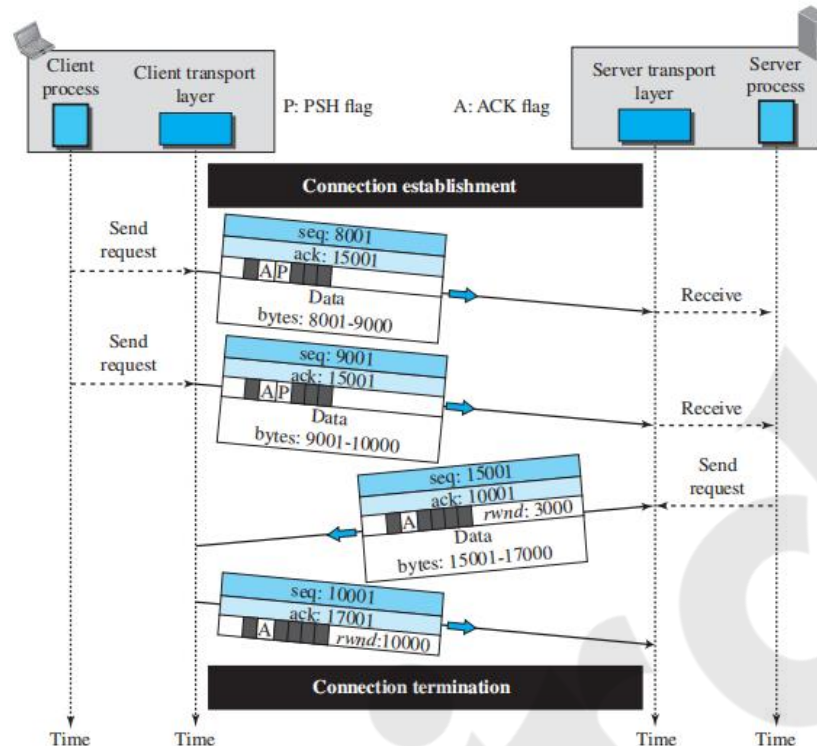 Client
process
Client transport
layer
P: PSH flag
A: ACK flag
Server transport
layer
Server
process
Connection establishment
Send
request
seq: 8001
ack: 15001
A P
Data
bytes: 8001-9000
Receive
Send
request
seq: 9001
ack: 15001
A P
Data
bytes: 9001-10000
Receive
Send
request
seq: 15001
ack: 10001
A rwnd: 3000
Data
bytes: 15001-17000
seq: 10001
ack: 17001
A rwnd:10000
Connection termination
Time
Time
Time
Time